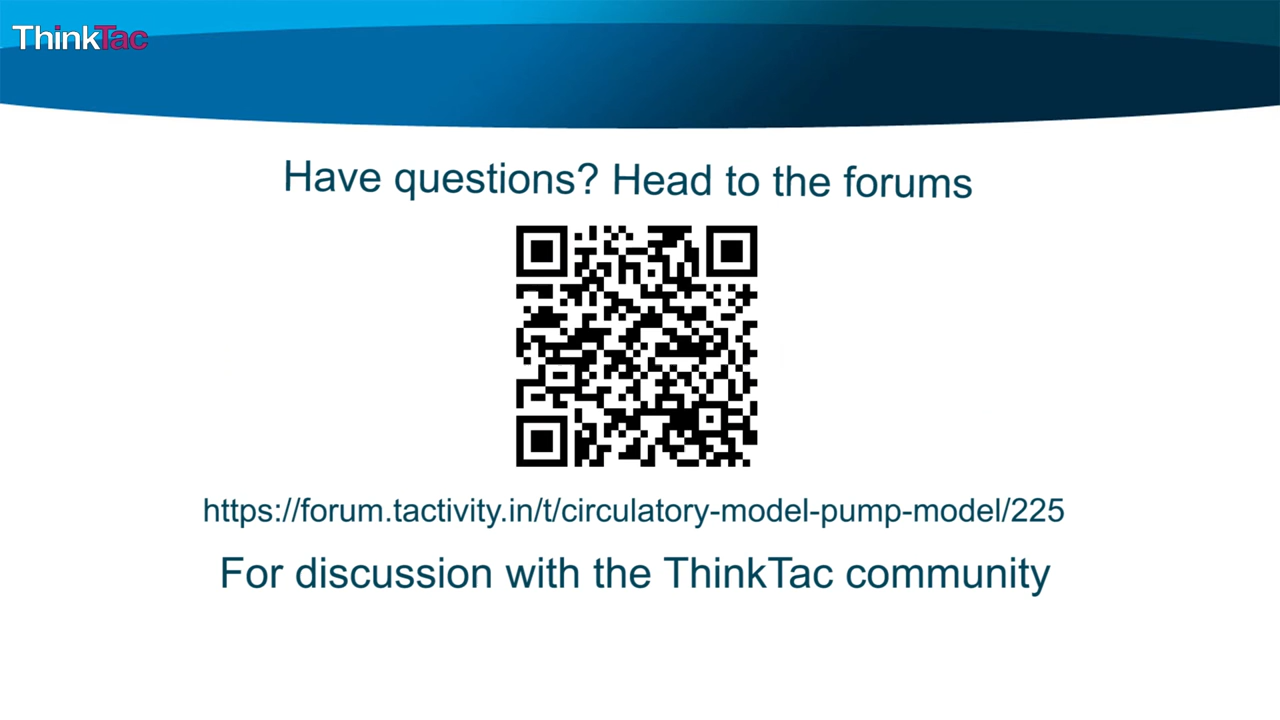 ThinkTac
Have questions? Head to the forums
https://forum.tactivity.in/t/circulatory-model-pump-model/225
For discussion with the ThinkTac community